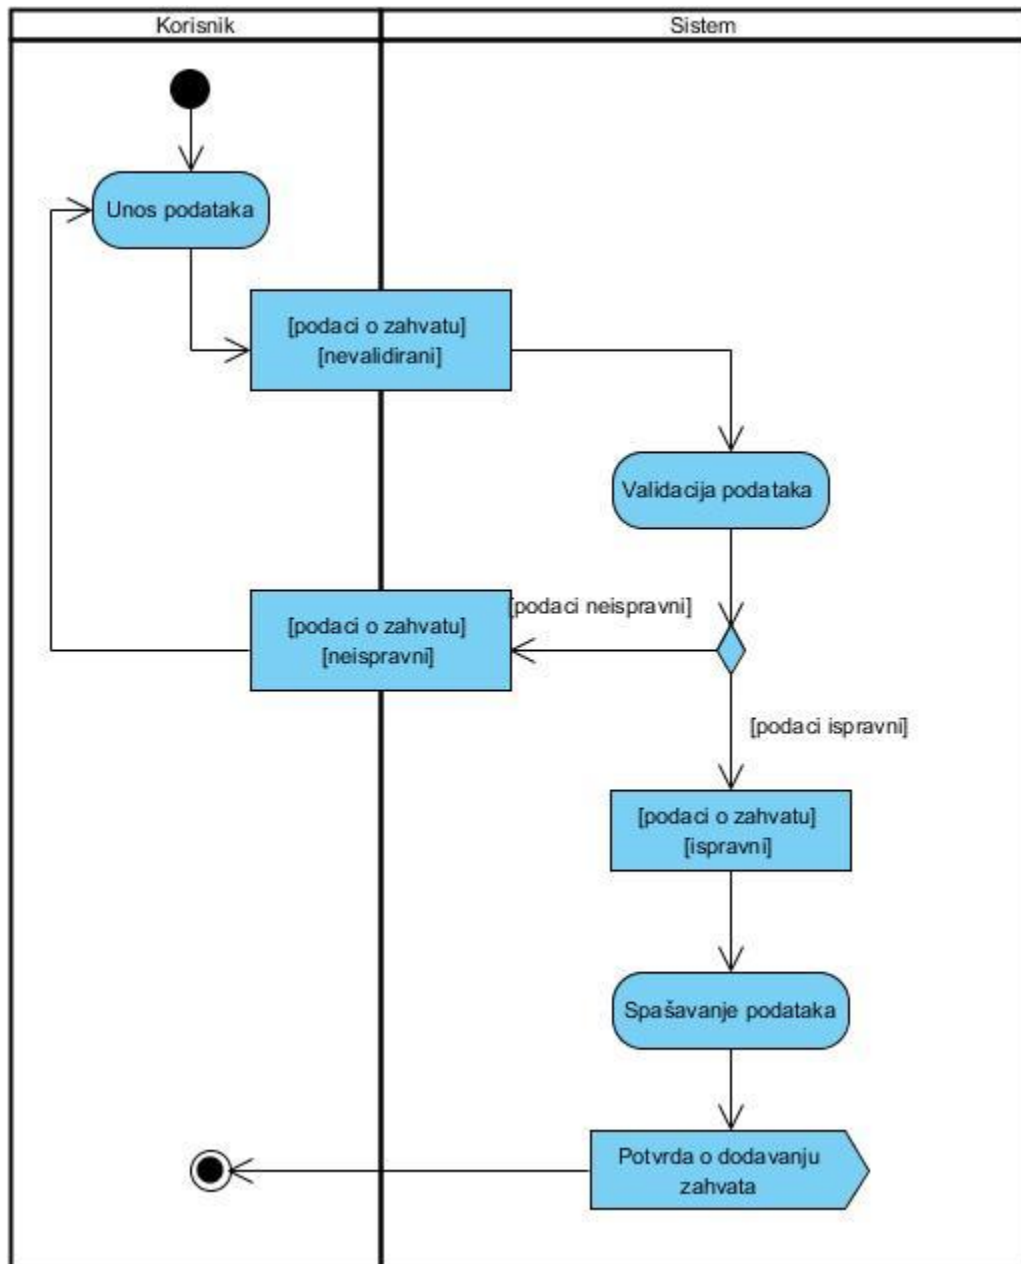 Korisnik
Sistem
Unos podataka
[podaci o zahvatu]
[nevalidirani]
Validacija podataka
[podaci neispravni]
[podaci o zahvatu]
[neispravni]
[podaci ispravni]
[podaci o zahvatu]
[ispravni]
Spašavanje podataka
Potvrda o dodavanju
zahvata